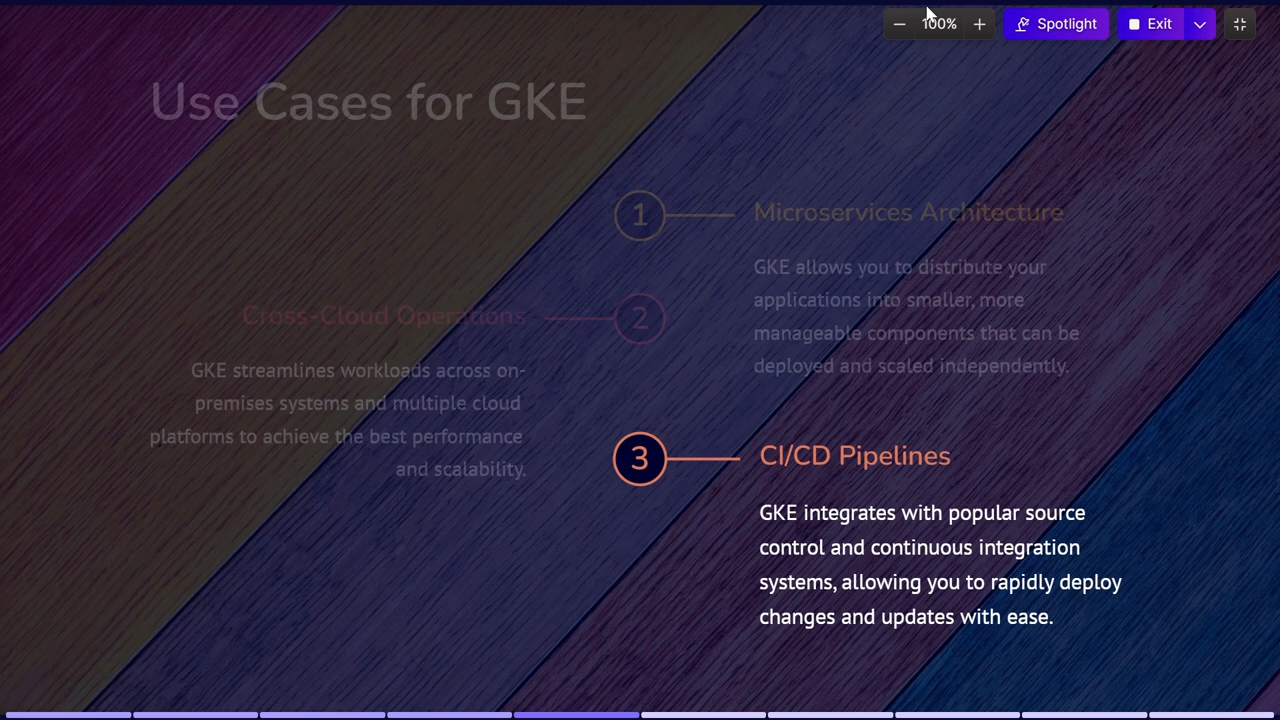 100%
Spotlight
Exit
Use Cases for GKE
1
Microservices Architecture
GKE allows you to distribute your
applications into smaller, more
manageable components that can be
deployed and scaled independently.
2
Cross-Cloud Operations
GKE streamlines workloads across on-
premises systems and multiple cloud
platforms to achieve the best performance
and scalability.
3
CI/CD Pipelines
GKE integrates with popular source
control and continuous integration
systems, allowing you to rapidly deploy
changes and updates with ease.